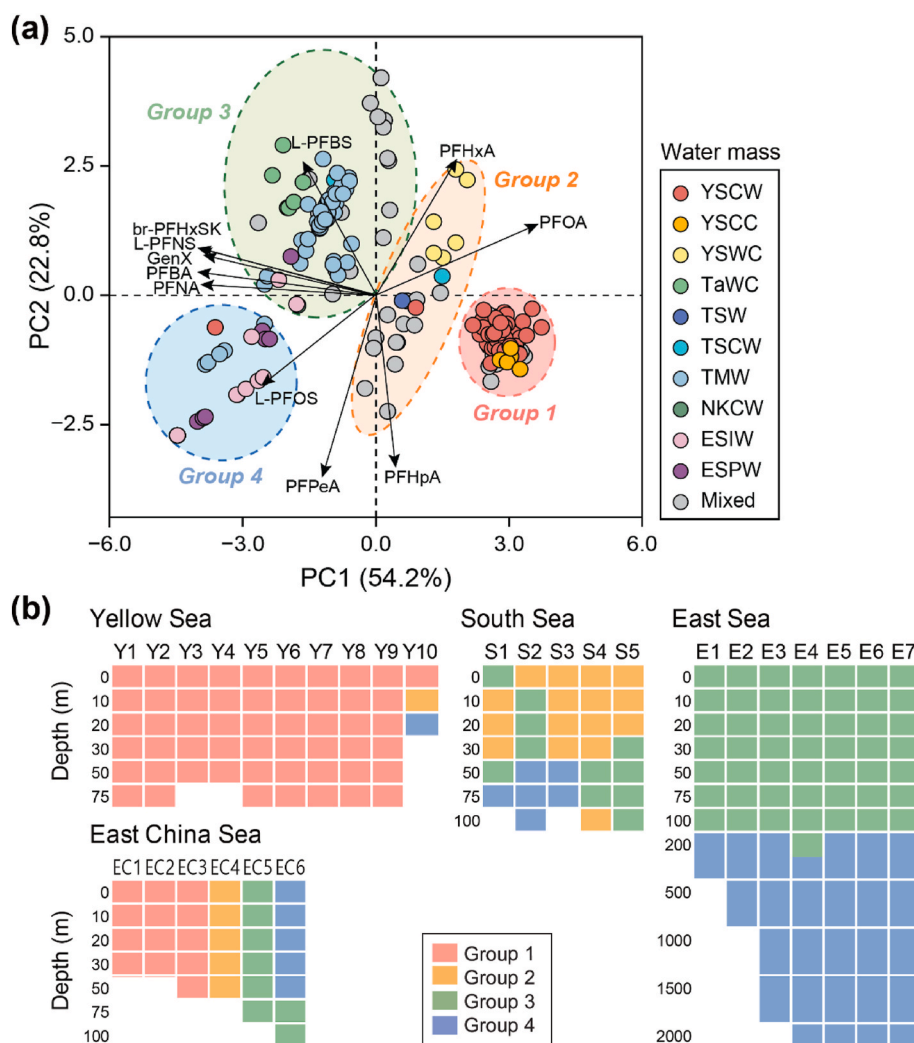 (a)
5.0
2.5
0.0
−2.5
−6.0 −3.0 0.0 3.0 6.0
PC2 (22.8%)
PC1 (54.2%)
Group 3
L-PFBS
PFHxA
Group 2
PFOA
br-PFHxSK
L-PFNS
GenX
PFBA
PFNA
L-PFOS
Group 1
Group 4
PFPeA
PFHpA
Water mass
YSCW
YSCC
YSWC
TaWC
TSW
TSCW
TMW
NKCW
ESIW
ESPW
Mixed
(b)
Yellow Sea
Y1 Y2 Y3 Y4 Y5 Y6 Y7 Y8 Y9 Y10
Depth (m)
0
10
20
30
50
75
South Sea
S1 S2 S3 S4 S5
0
10
20
30
50
75
100
East Sea
E1 E2 E3 E4 E5 E6 E7
0
10
20
30
50
75
100
200
500
1000
1500
2000
East China Sea
EC1 EC2 EC3 EC4 EC5 EC6
Depth (m)
0
10
20
30
50
75
100
Group 1
Group 2
Group 3
Group 4